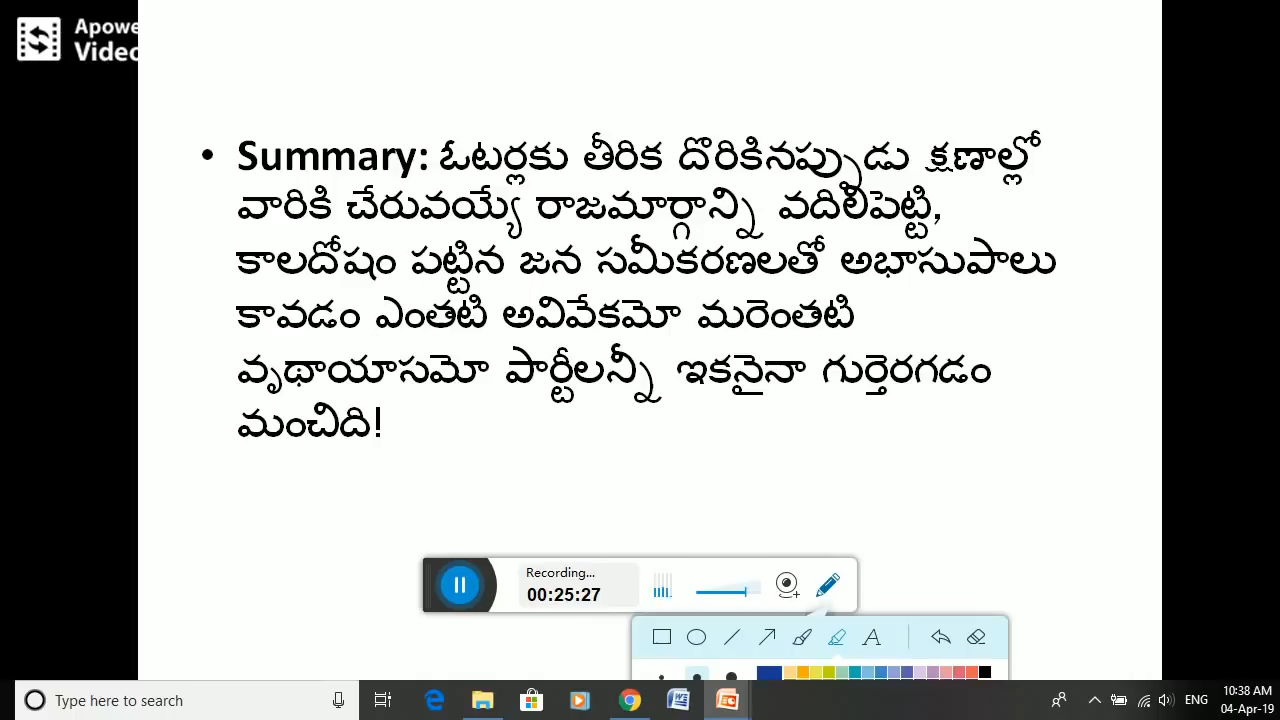 Apowe
Video
• Summary: ఓటర్లకు తీరిక దొరికినప్పుడు క్షణాల్లో
వారికి చేరువయ్యే రాజమార్గాన్ని వదిలిపెట్టి,
కాలదోషం పట్టిన జన సమీకరణలతో అభాసుపాలు
కావడం ఎంతటి అవివేకమో మరెంతటి
వృథాయాసమో పార్టీలన్నీ ఇకనైనా గుర్తెరగడం
మంచిది!
Recording...
00:25:27
A
Type here to search
ENG
10:38 AM
04-Apr-19